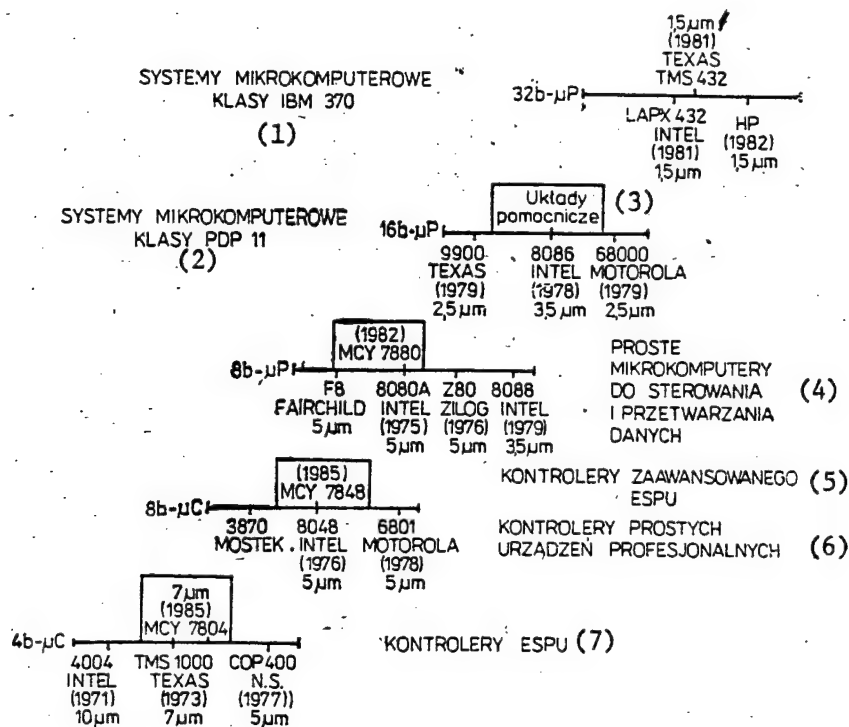 1,5µm
(1981)
TEXAS
TMS 432
SYSTEMY MIKROKOMPUTEROWE
KLASY IBM 370
(1)
32b-µP
LAPX 432
INTEL
(1981)
1,5µm
HP
(1982)
1,5µm
SYSTEMY MIKROKOMPUTEROWE
KLASY PDP 11
(2)
Układy
pomocnicze
(3)
16b-µP
9900
TEXAS
(1979)
2,5µm
8086
INTEL
(1978)
3,5µm
68000
MOTOROLA
(1979)
2,5µm
(1982)
MCY 7880
8b-µP
F8
FAIRCHILD
5µm
8080A
INTEL
(1975)
5µm
Z80
ZILOG
(1976)
5µm
8088
INTEL
(1979)
3,5µm
PROSTE
MIKROKOMPUTERY
DO STEROWANIA
I PRZETWARZANIA
DANYCH
(4)
(1985)
MCY 7848
8b-µC
3870
MOSTEK
8048
INTEL
(1976)
5µm
6801
MOTOROLA
(1978)
5µm
KONTROLERY ZAAWANSOWANEGO
ESPU
(5)
KONTROLERY PROSTYCH
URZĄDZEŃ PROFESJONALNYCH
(6)
7µm
(1985)
MCY 7804
4b-µC
4004
INTEL
(1971)
10µm
TMS 1000
TEXAS
(1973)
7µm
COP400
N.S.
(1977))
5µm
KONTROLERY ESPU (7)